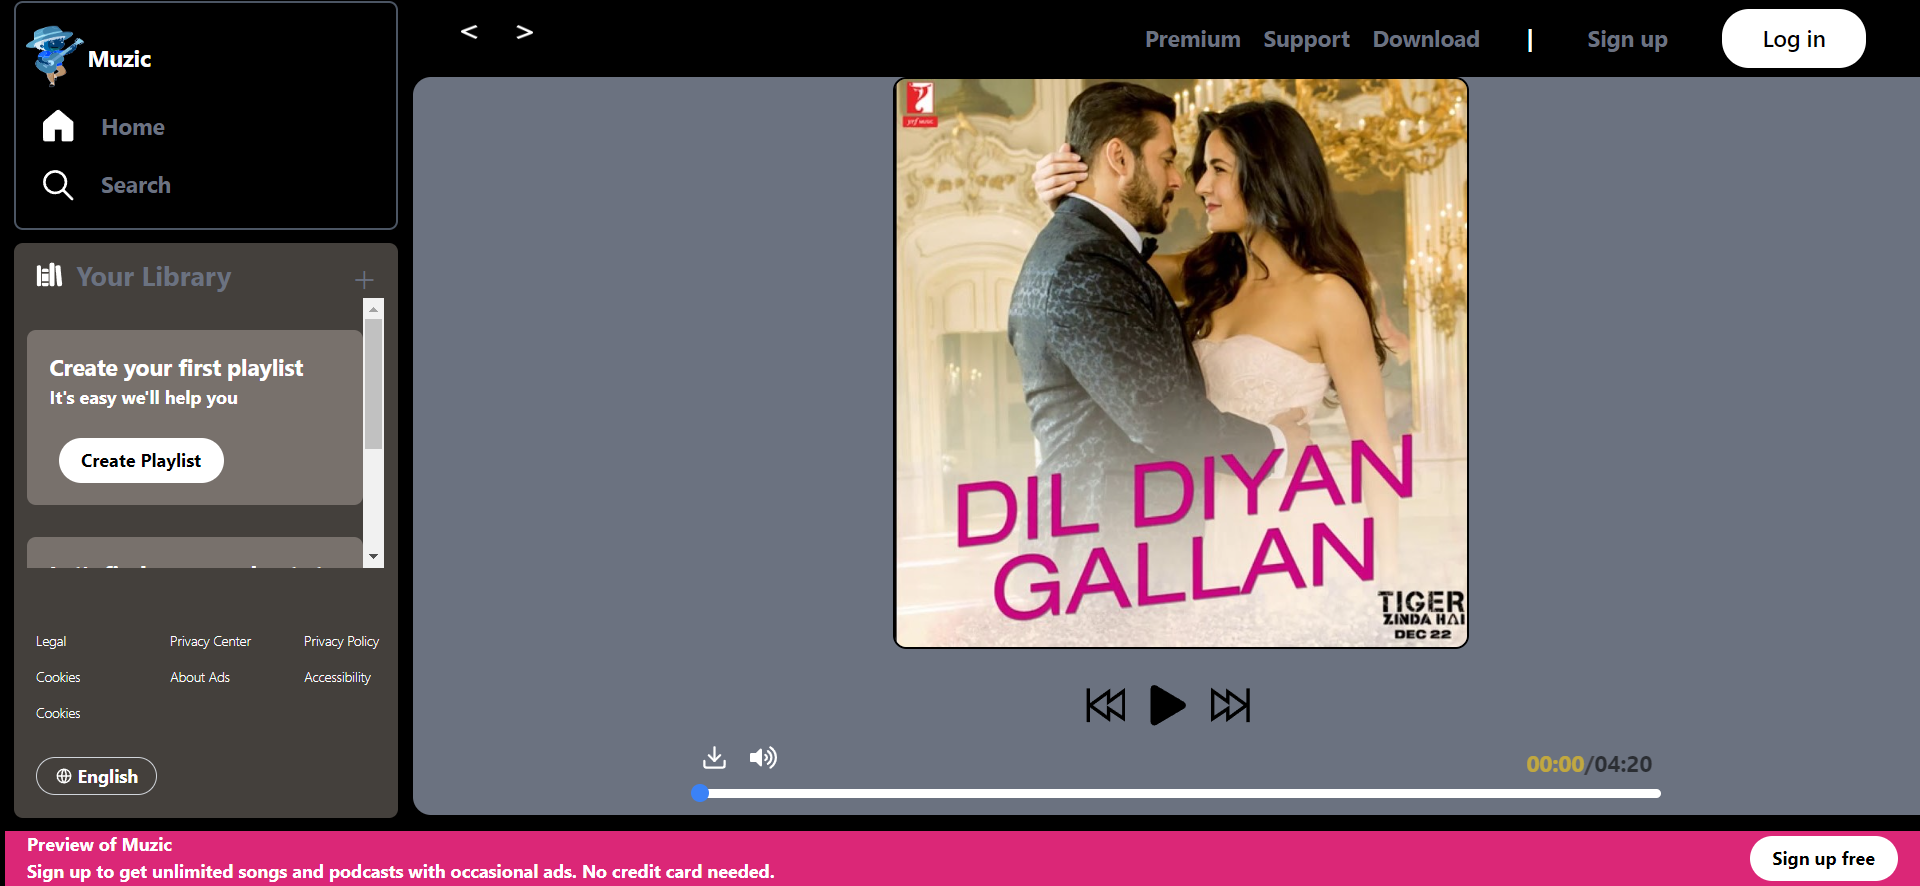 Muzic
Home
Search
Your Library
Create your first playlist
It's easy we'll help you
Create Playlist
Legal
Privacy Center
Privacy Policy
Cookies
About Ads
Accessibility
Cookies
English
< >
Premium
Support
Download
|
Sign up
Log in
yrf music
DIL DIYAN
GALLAN
TIGER
ZINDA HAI
DEC 22
00:00/04:20
Preview of Muzic
Sign up to get unlimited songs and podcasts with occasional ads. No credit card needed.
Sign up free